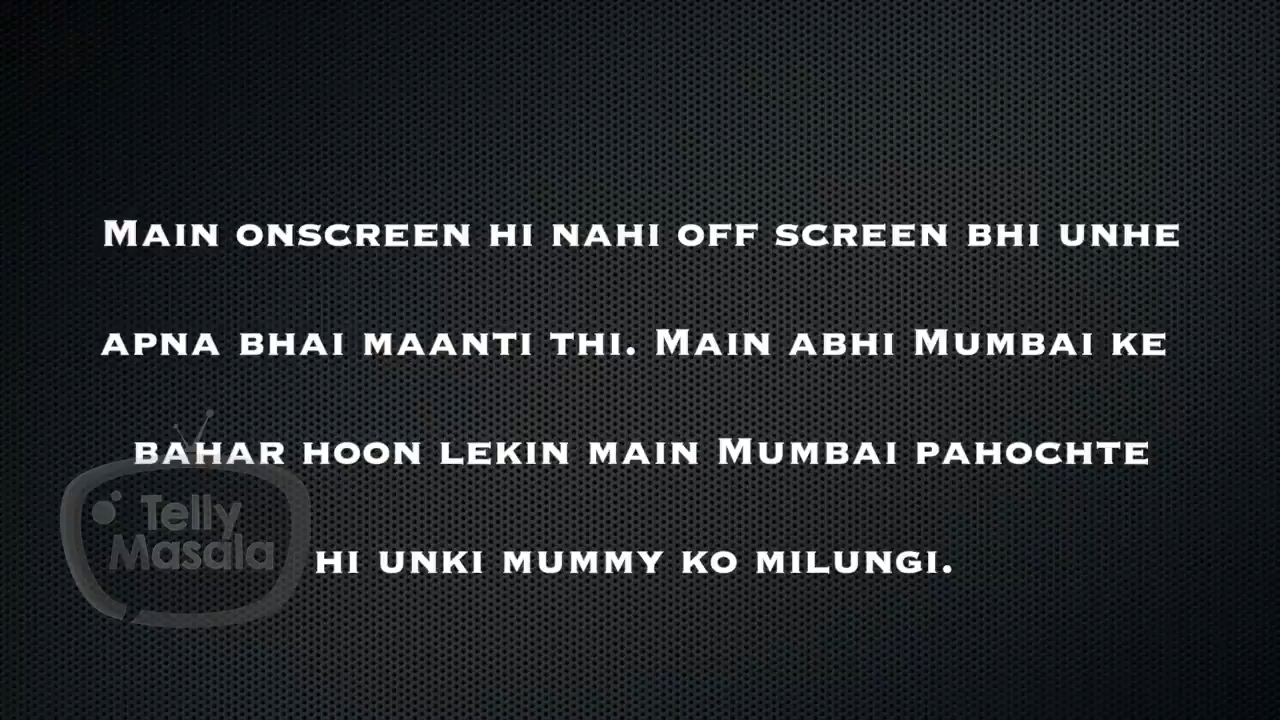 Main onscreen hi nahi off screen bhi unhe
apna bhai maanti thi. Main abhi Mumbai ke
bahar hoon lekin main Mumbai pahochte
hi unki mummy ko milungi.
Telly
Masala